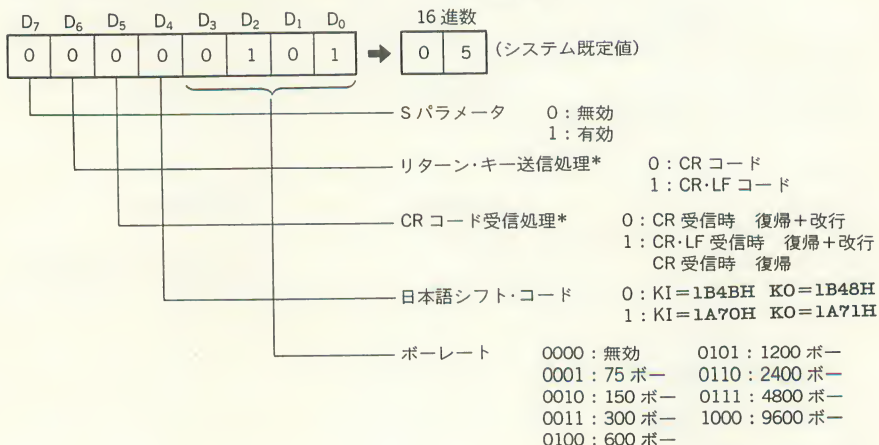 D₇ D₆ D₅ D₄ D₃ D₂ D₁ D₀ 16進数
0 0 0 0 0 1 0 1 ➡ 0 5 (システム既定値)
Sパラメータ 0:無効
1:有効
リターン・キー送信処理* 0:CRコード
1:CR・LFコード
CRコード受信処理* 0:CR受信時 復帰+改行
1:CR・LF受信時 復帰+改行
CR受信時 復帰
日本語シフト・コード 0:KI=1B4BH KO=1B48H
1:KI=1A70H KO=1A71H
ボーレート 0000:無効 0101:1200ボー
0001:75ボー 0110:2400ボー
0010:150ボー 0111:4800ボー
0011:300ボー 1000:9600ボー
0100:600ボー